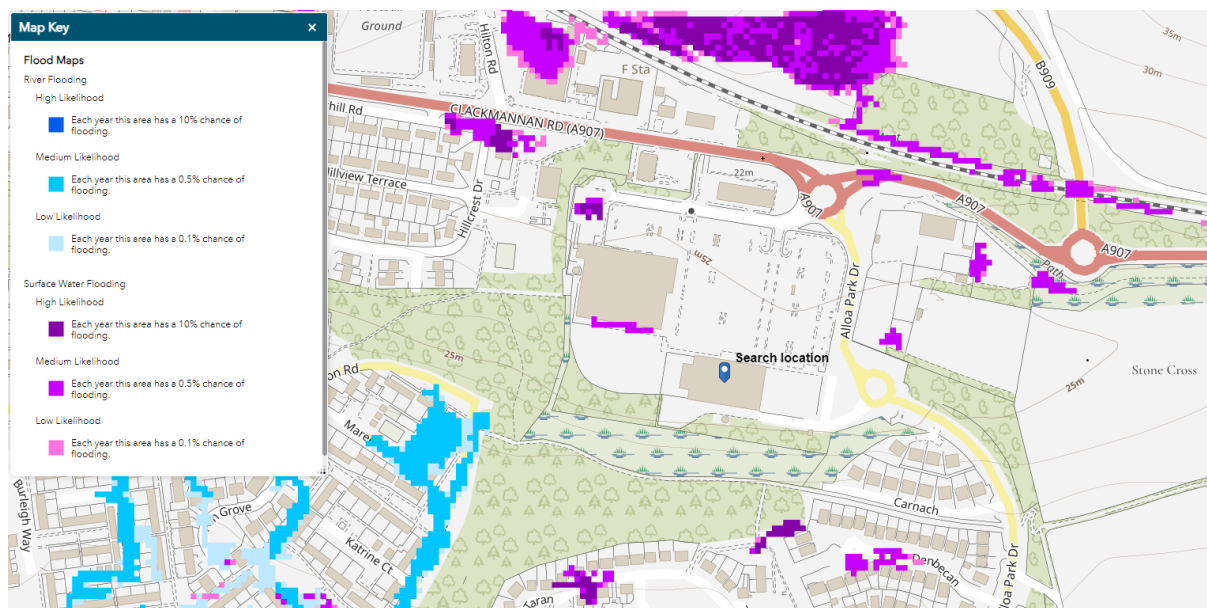 Map Key
×
Flood Maps
River Flooding
High Likelihood
Each year this area has a 10% chance of
flooding.
Medium Likelihood
Each year this area has a 0.5% chance of
flooding.
Low Likelihood
Each year this area has a 0.1% chance of
flooding.
Surface Water Flooding
High Likelihood
Each year this area has a 10% chance of
flooding.
Medium Likelihood
Each year this area has a 0.5% chance of
flooding.
Low Likelihood
Each year this area has a 0.1% chance of
flooding.
Ground
Hilton Rd
F Sta
35m
30m
B909
CLACKMANNAN RD (A907)
hill Rd
22m
A907
A907
A907
Hillview Terrace
Hillcrest Dr
25m
Path
Alloa Park Dr
Search location
25m
on Rd
25m
Stone Cross
Burleigh Way
Grove
Katrine Ct
Carnach
Denbecan
Alloa Park Dr
Taran